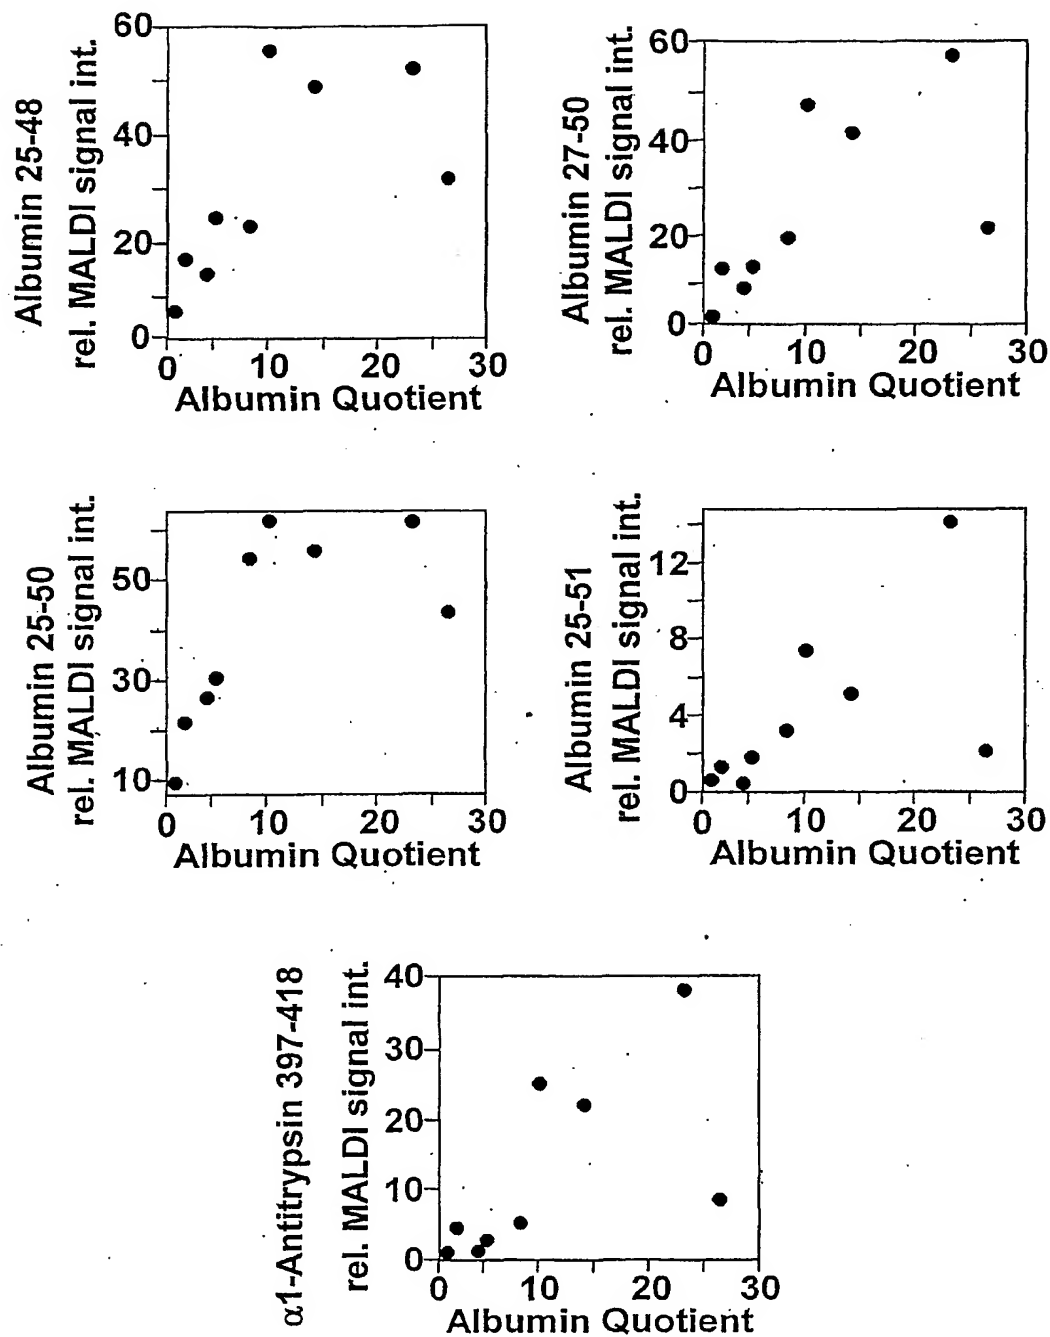 Albumin 25-48
rel. MALDI signal int.
60
40
20
0
0 10 20 30
Albumin Quotient
Albumin 27-50
rel. MALDI signal int.
60
40
20
0
0 10 20 30
Albumin Quotient
Albumin 25-50
rel. MALDI signal int.
50
30
10
0 10 20 30
Albumin Quotient
Albumin 25-51
rel. MALDI signal int.
12
8
4
0
0 10 20 30
Albumin Quotient
α1-Antitrypsin 397-418
rel. MALDI signal int.
40
30
20
10
0
0 10 20 30
Albumin Quotient